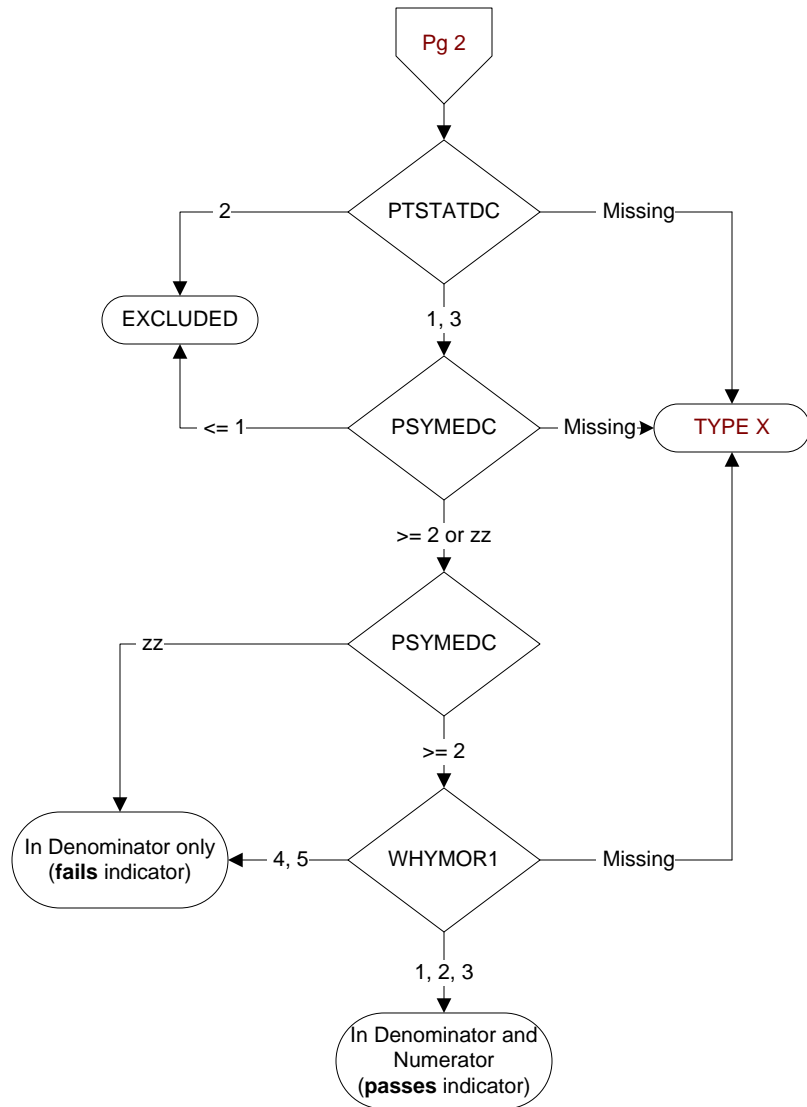 Pg 2
PTSTATDC
2
Missing
EXCLUDED
1, 3
<= 1
PSYMEDC
Missing
TYPE X
>= 2 or zz
PSYMEDC
zz
>= 2
In Denominator only
(fails indicator)
4, 5
WHYMOR1
Missing
1, 2, 3
In Denominator and
Numerator
(passes indicator)